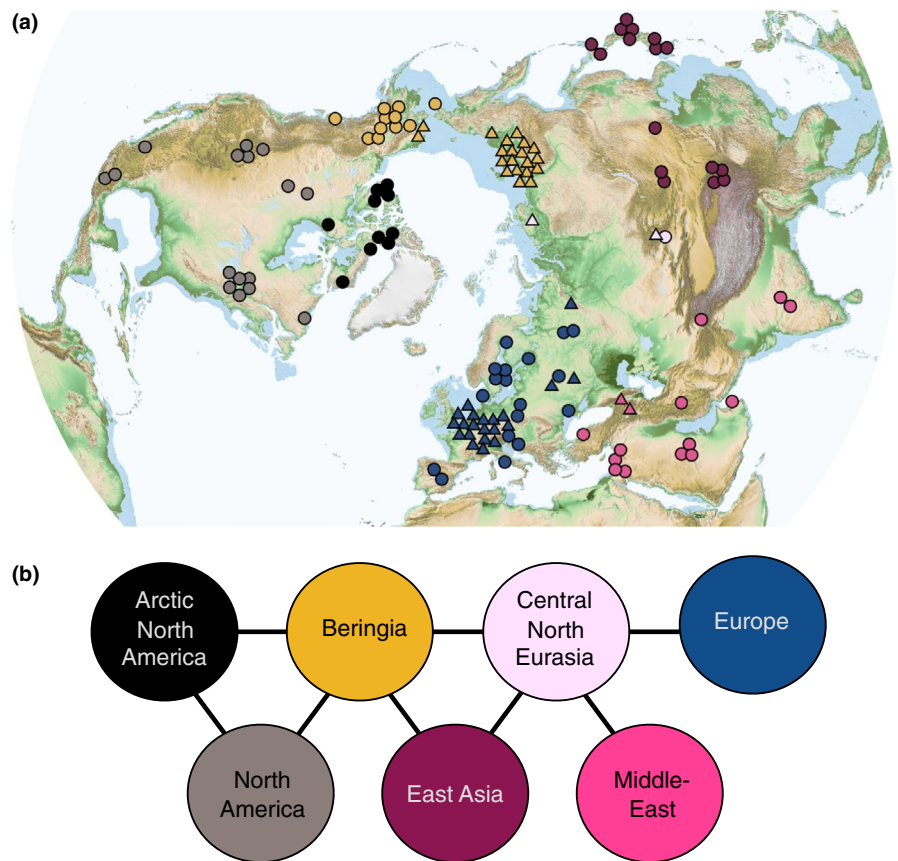 (a)
(b)
Arctic
North
America
Beringia
Central
North
Eurasia
Europe
North
America
East Asia
Middle-
East